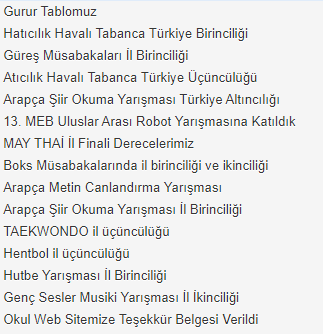 Gurur Tablomuz
Hatıcılık Havalı Tabanca Türkiye Birinciliği
Güreş Müsabakaları İl Birinciliği
Atıcılık Havalı Tabanca Türkiye Üçüncülüğü
Arapça Şiir Okuma Yarışması Türkiye Altıncılığı
13. MEB Uluslar Arası Robot Yarışmasına Katıldık
MAY THAİ İl Finali Derecelerimiz
Boks Müsabakalarında il birinciliği ve ikinciliği
Arapça Metin Canlandırma Yarışması
Arapça Şiir Okuma Yarışması İl Birinciliği
TAEKWONDO il üçüncülüğü
Hentbol il üçüncülüğü
Hutbe Yarışması İl Birinciliği
Genç Sesler Musiki Yarışması İl İkinciliği
Okul Web Sitemize Teşekkür Belgesi Verildi